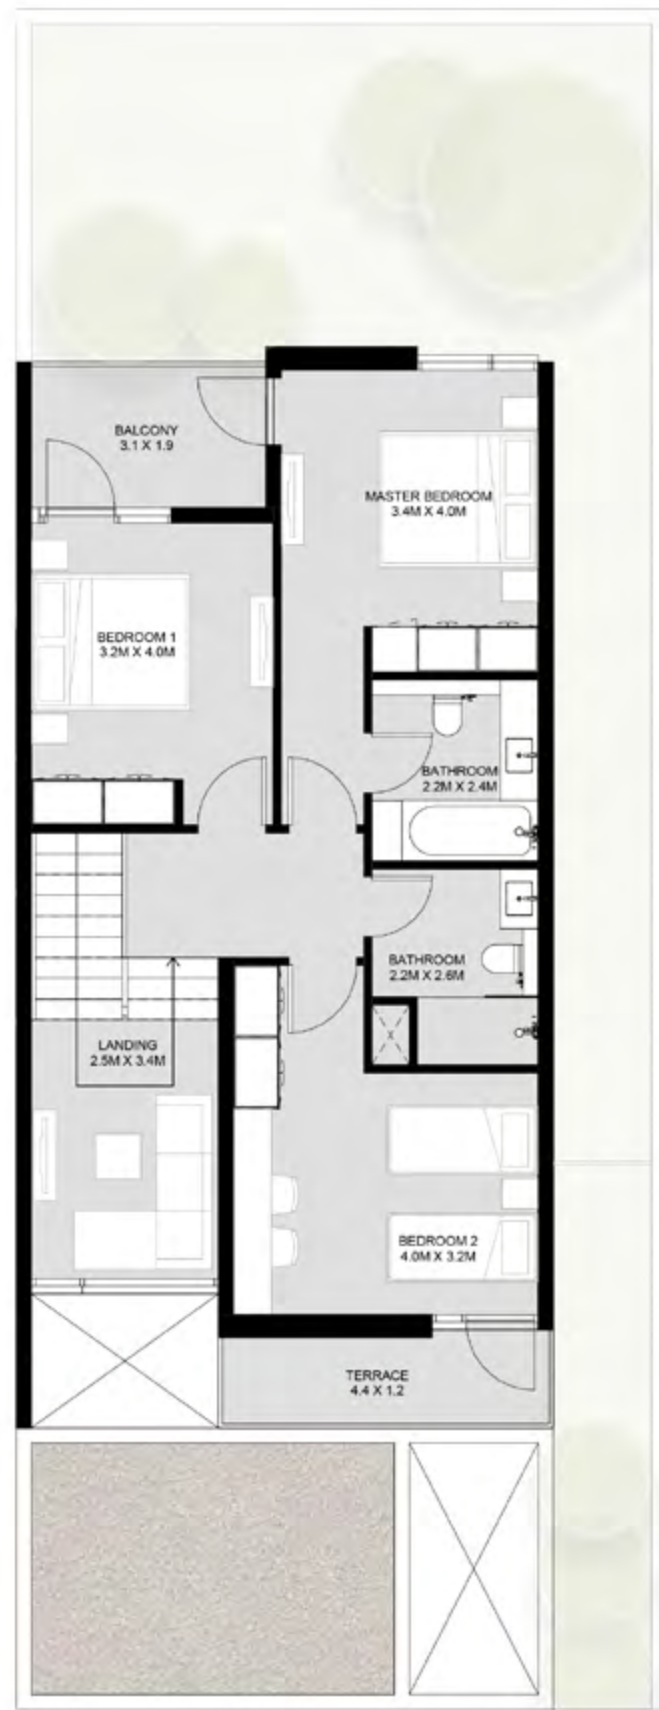 BALCONY
3.1 X 1.9
MASTER BEDROOM
3.4M X 4.0M
BEDROOM 1
3.2M X 4.0M
BATHROOM
2.2M X 2.4M
BATHROOM
2.2M X 2.6M
LANDING
2.5M X 3.4M
BEDROOM 2
4.0M X 3.2M
TERRACE
4.4 X 1.2